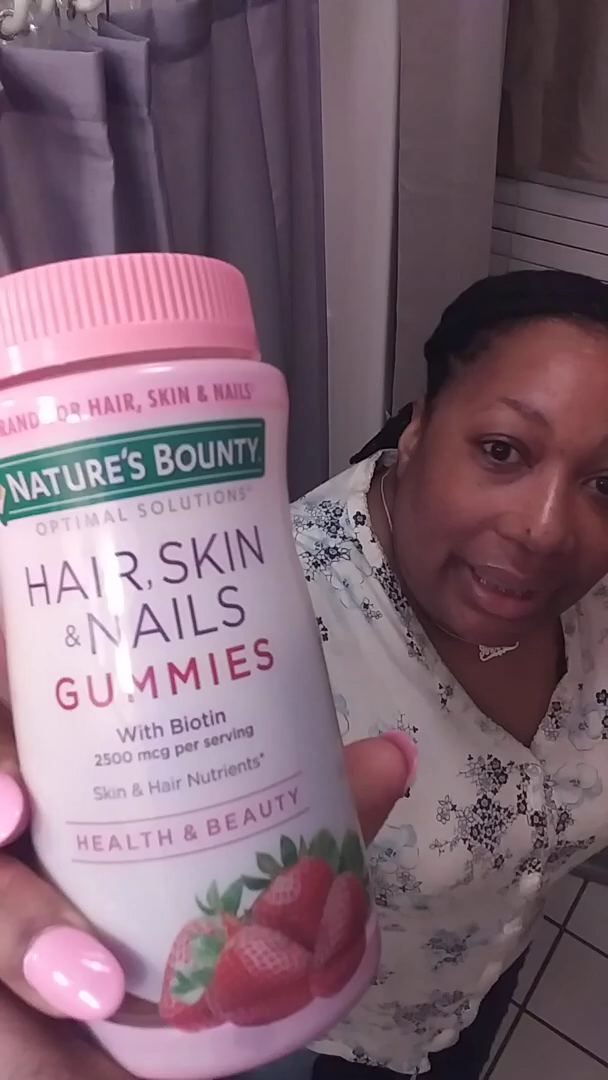 FOR HAIR, SKIN & NAILS
NATURE'S BOUNTY
OPTIMAL SOLUTIONS®
HAIR, SKIN
& NAILS
GUMMIES
With Biotin
2500 mcg per serving
Skin & Hair Nutrients*
HEALTH & BEAUTY